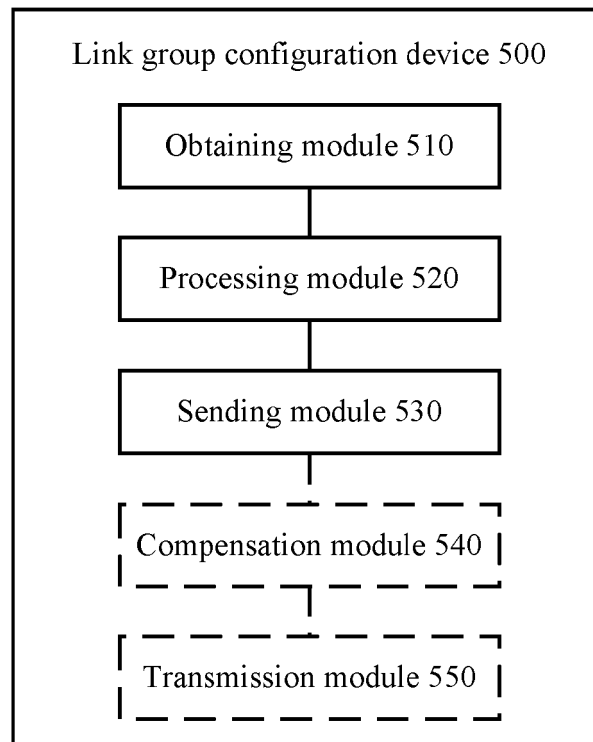 Link group configuration device 500
Obtaining module 510
Processing module 520
Sending module 530
Compensation module 540
Transmission module 550